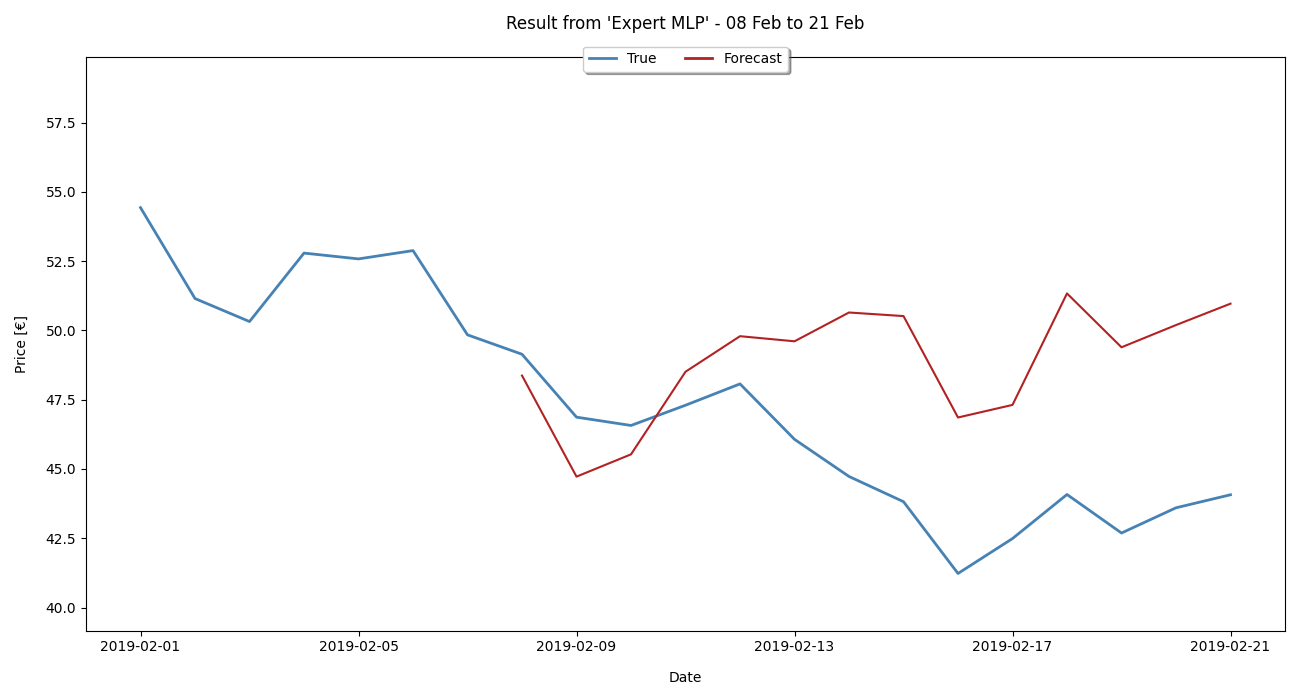 Result from 'Expert MLP' - 08 Feb to 21 Feb
True Forecast
57.5
55.0
52.5
50.0
47.5
45.0
42.5
40.0
Price [€]
2019-02-01 2019-02-05 2019-02-09 2019-02-13 2019-02-17 2019-02-21
Date